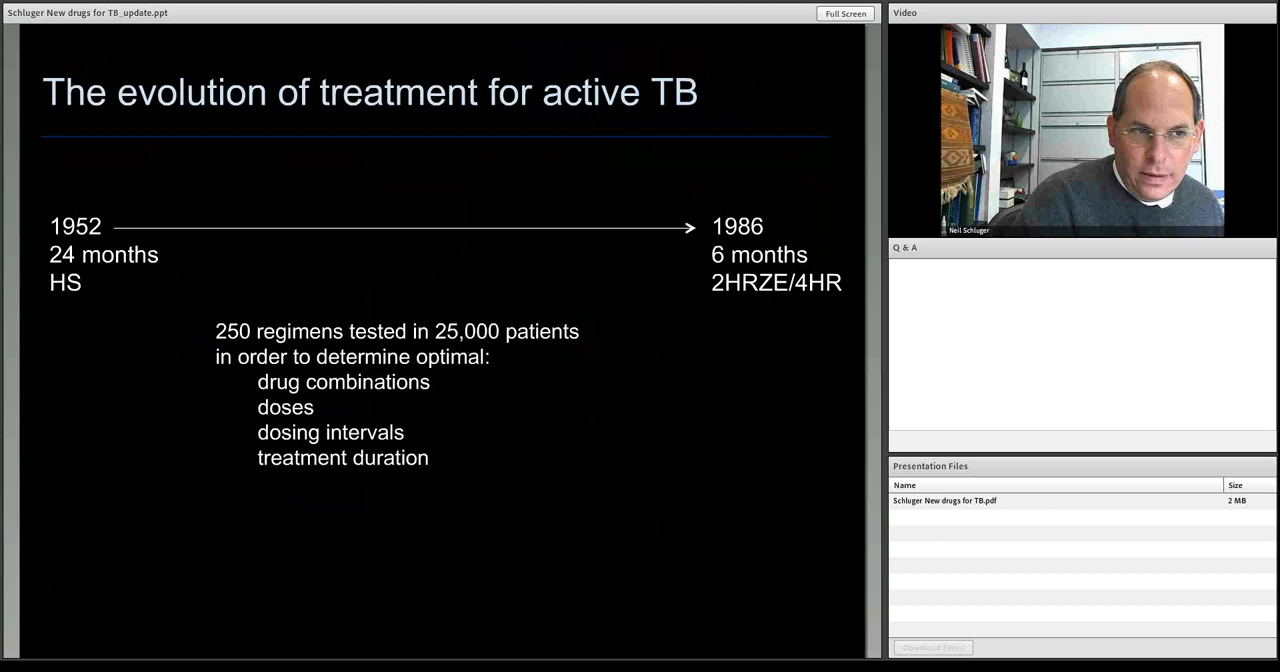 Schluger New drugs for TB_update.ppt
Full Screen
The evolution of treatment for active TB
1952
24 months
HS
1986
6 months
2HRZE/4HR
250 regimens tested in 25,000 patients
in order to determine optimal:
drug combinations
doses
dosing intervals
treatment duration
Video
Neil Schluger
Q & A
Presentation Files
Name
Size
Schluger New drugs for TB.pdf
2 MB
Download File(s)